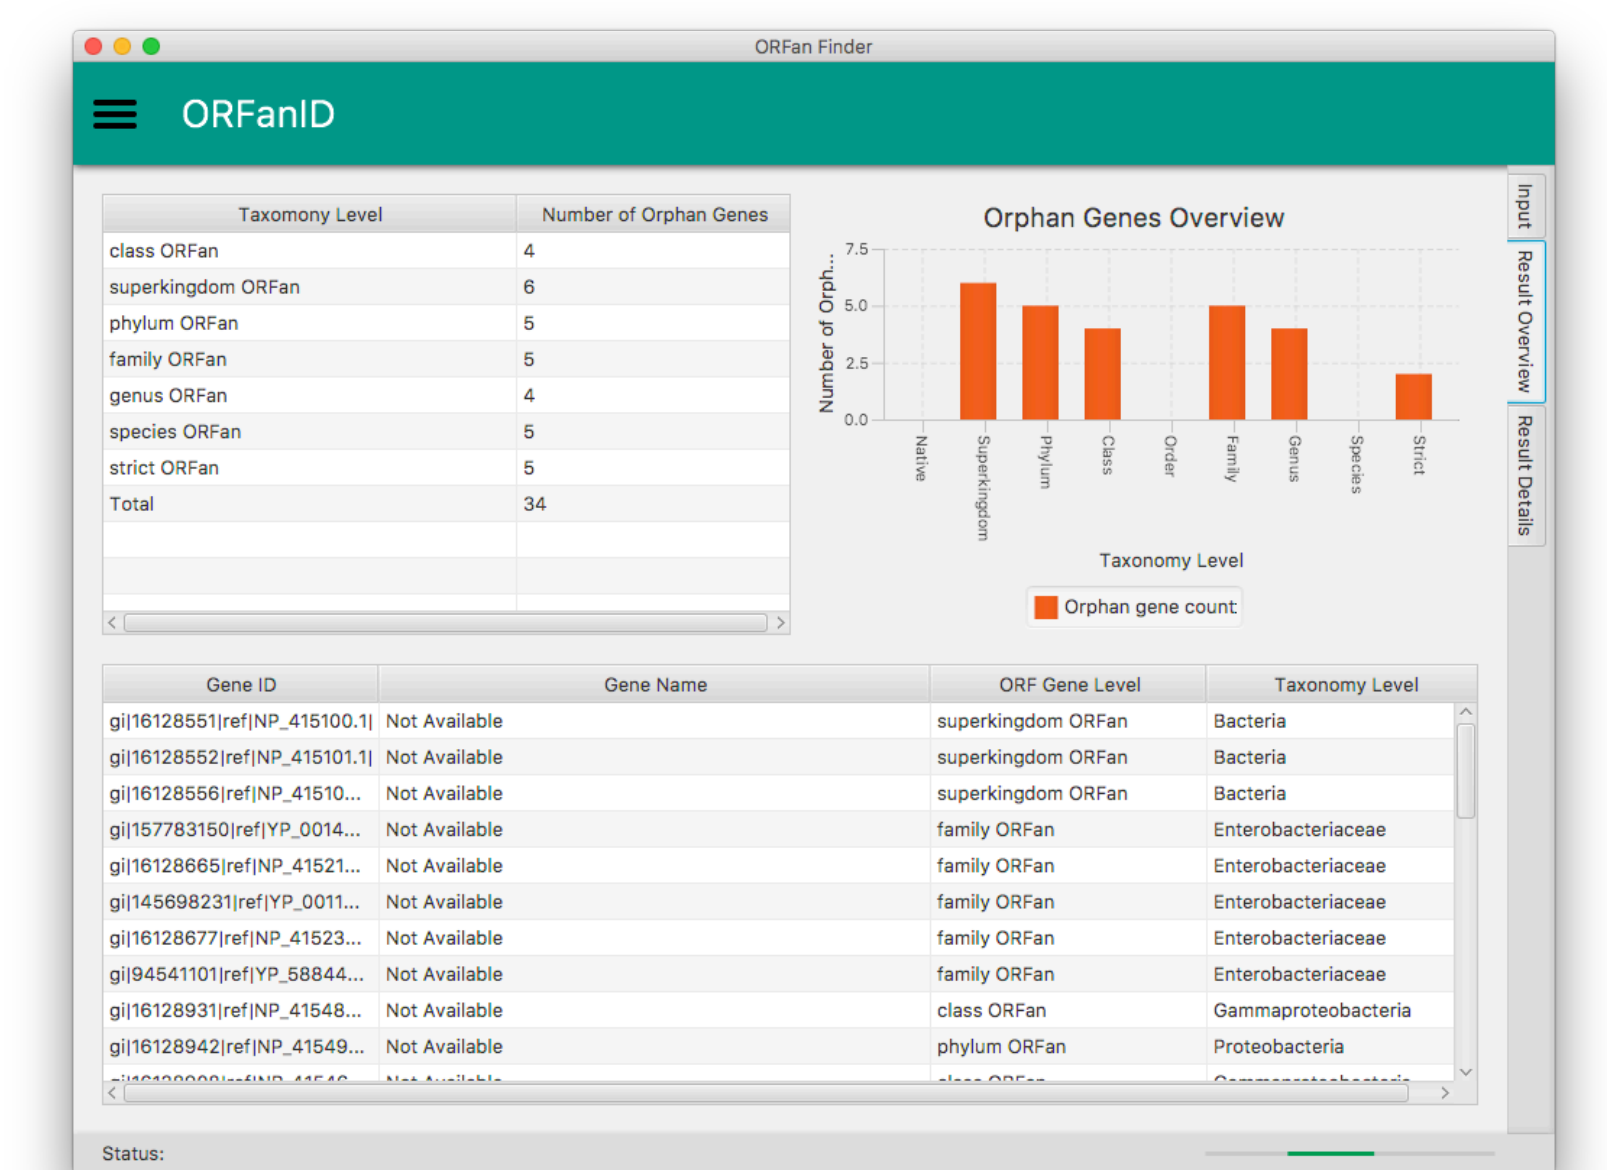 ORFan Finder
ORFanID
Taxomony Level Number of Orphan Genes
class ORFan 4
superkingdom ORFan 6
phylum ORFan 5
family ORFan 5
genus ORFan 4
species ORFan 5
strict ORFan 5
Total 34
Orphan Genes Overview
Number of Orph...
7.5
5.0
2.5
0.0
Native Superkingdom Phylum Class Order Family Genus Species Strict
Taxonomy Level
Orphan gene count
Input
Result Overview
Result Details
Gene ID Gene Name ORF Gene Level Taxonomy Level
gi|16128551|ref|NP_415100.1| Not Available superkingdom ORFan Bacteria
gi|16128552|ref|NP_415101.1| Not Available superkingdom ORFan Bacteria
gi|16128556|ref|NP_41510... Not Available superkingdom ORFan Bacteria
gi|157783150|ref|YP_0014... Not Available family ORFan Enterobacteriaceae
gi|16128665|ref|NP_41521... Not Available family ORFan Enterobacteriaceae
gi|145698231|ref|YP_0011... Not Available family ORFan Enterobacteriaceae
gi|16128677|ref|NP_41523... Not Available family ORFan Enterobacteriaceae
gi|94541101|ref|YP_58844... Not Available family ORFan Enterobacteriaceae
gi|16128931|ref|NP_41548... Not Available class ORFan Gammaproteobacteria
gi|16128942|ref|NP_41549... Not Available phylum ORFan Proteobacteria
Not Available class ORFan Gammaproteobacteria
Status: